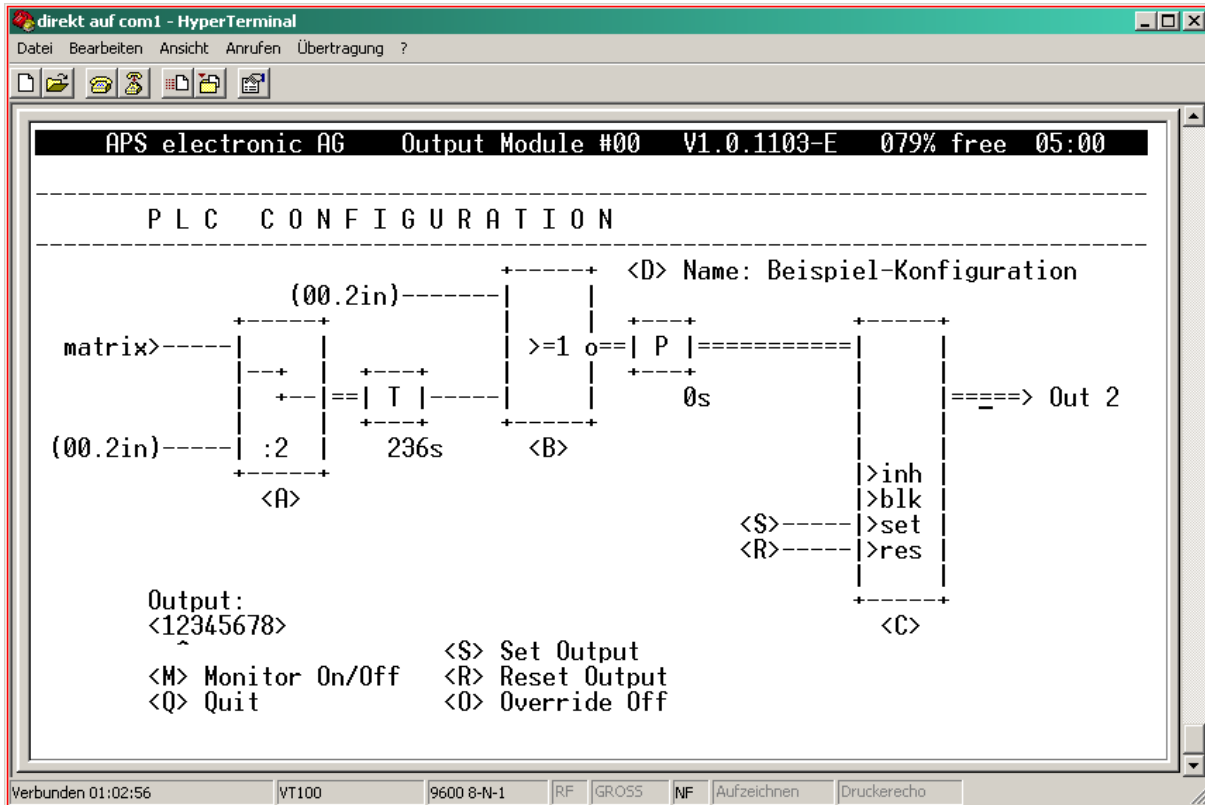 direkt auf com1 - HyperTerminal
Datei Bearbeiten Ansicht Anrufen Übertragung ?
APS electronic AG Output Module #00 V1.0.1103-E 079% free 05:00
P L C C O N F I G U R A T I O N
<D> Name: Beispiel-Konfiguration
(00.2in)
matrix>
>=1 o
P
T
0s
Out 2
(00.2in)
:2
236s
<B>
>inh
<A>
>blk
<S> >set
<R> >res
Output:
<12345678>
<C>
^
<S> Set Output
<M> Monitor On/Off <R> Reset Output
<Q> Quit <O> Override Off
Verbunden 01:02:56 VT100 9600 8-N-1 RF GROSS NF Aufzeichnen Druckerecho